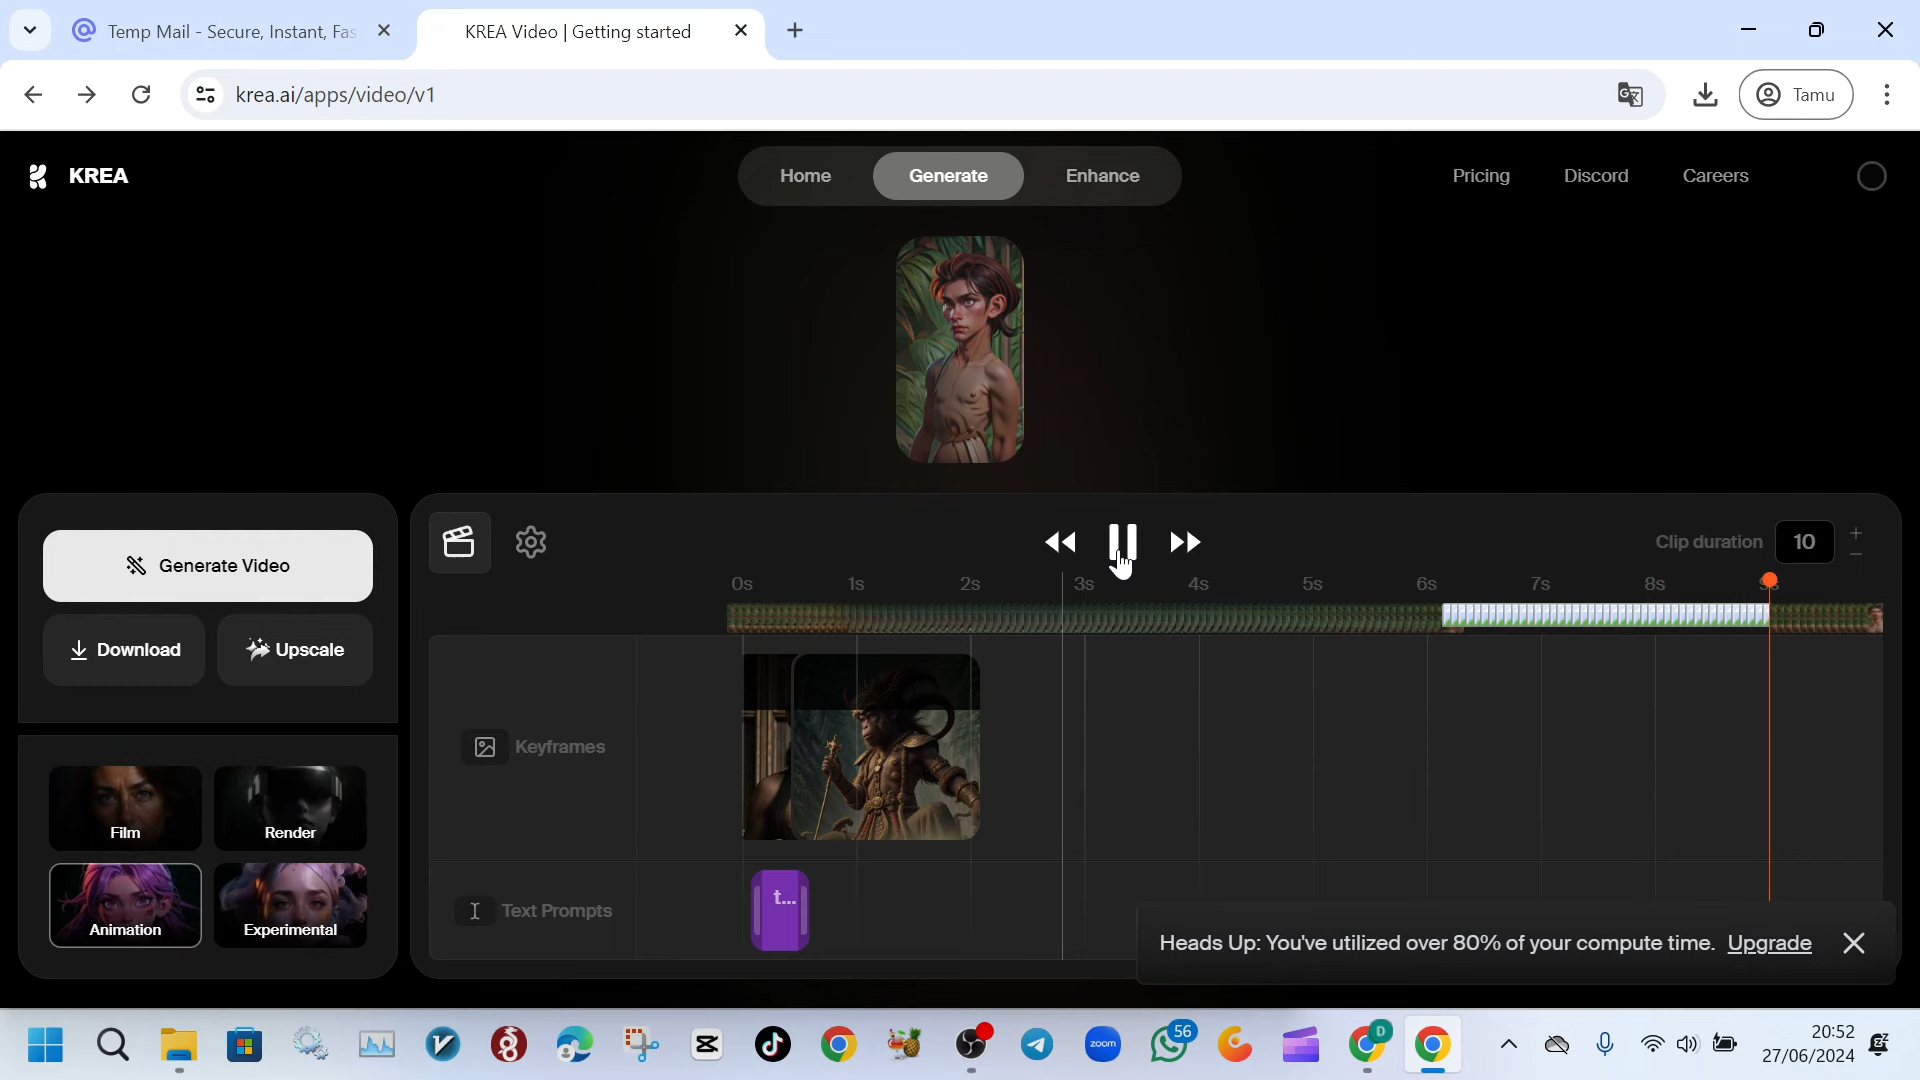 Temp Mail - Secure, Instant, Fas
KREA Video | Getting started
krea.ai/apps/video/v1
Tamu
KREA
Home
Generate
Enhance
Pricing
Discord
Careers
Generate Video
Download
Upscale
Film
Render
Animation
Experimental
Clip duration
10
0s
1s
2s
3s
4s
5s
6s
7s
8s
Keyframes
Text Prompts
t...
Heads Up: You've utilized over 80% of your compute time. Upgrade
zoom
56
D
20:52
27/06/2024